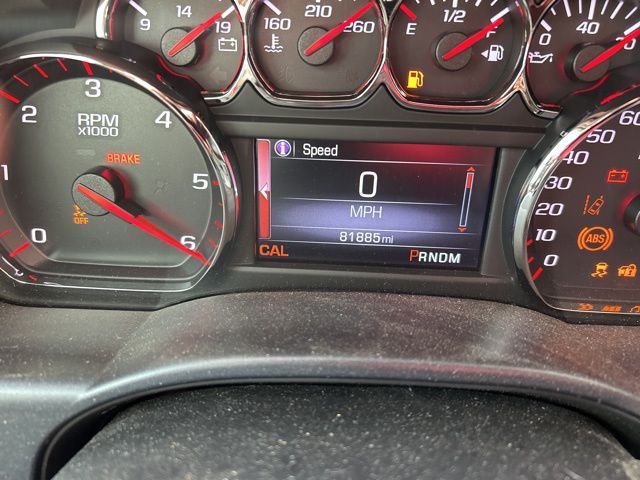 9 14 19
160 210 260
E 1/2 F
0 40
RPM
x1000
0 1 2 3 4 5 6
BRAKE
OFF
i Speed
0
MPH
81885mi
CAL
PRNDM
60
50
40
30
20
10
0
ABS